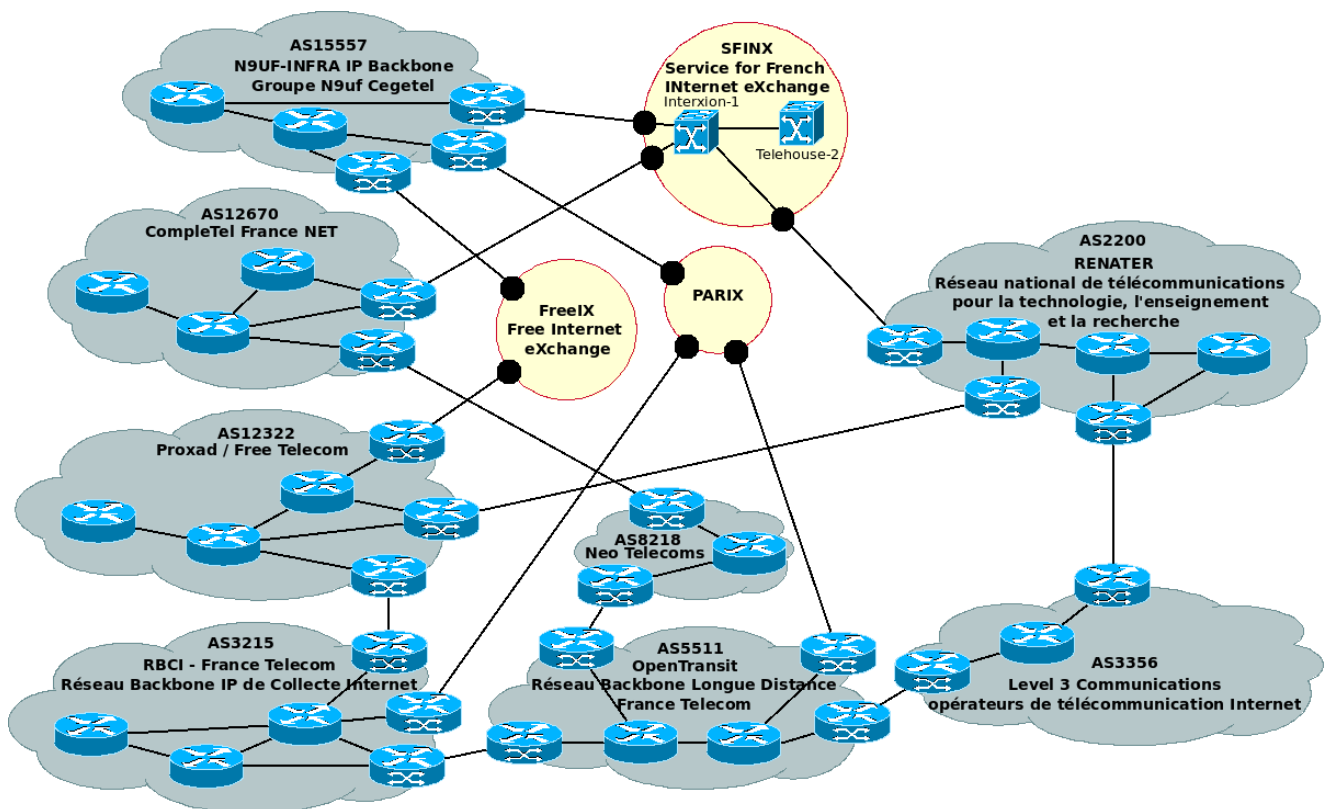 AS15557
N9UF-INFRA IP Backbone
Groupe N9uf Cegetel
SFINX
Service for French
INternet eXchange
Interxion-1
Telehouse-2
AS12670
CompleTel France NET
FreeIX
Free Internet
eXchange
PARIX
AS2200
RENATER
Réseau national de télécommunications
pour la technologie, l'enseignement
et la recherche
AS12322
Proxad / Free Telecom
AS8218
Neo Telecoms
AS3215
RBCI - France Telecom
Réseau Backbone IP de Collecte Internet
AS5511
OpenTransit
Réseau Backbone Longue Distance
France Telecom
AS3356
Level 3 Communications
opérateurs de télécommunication Internet